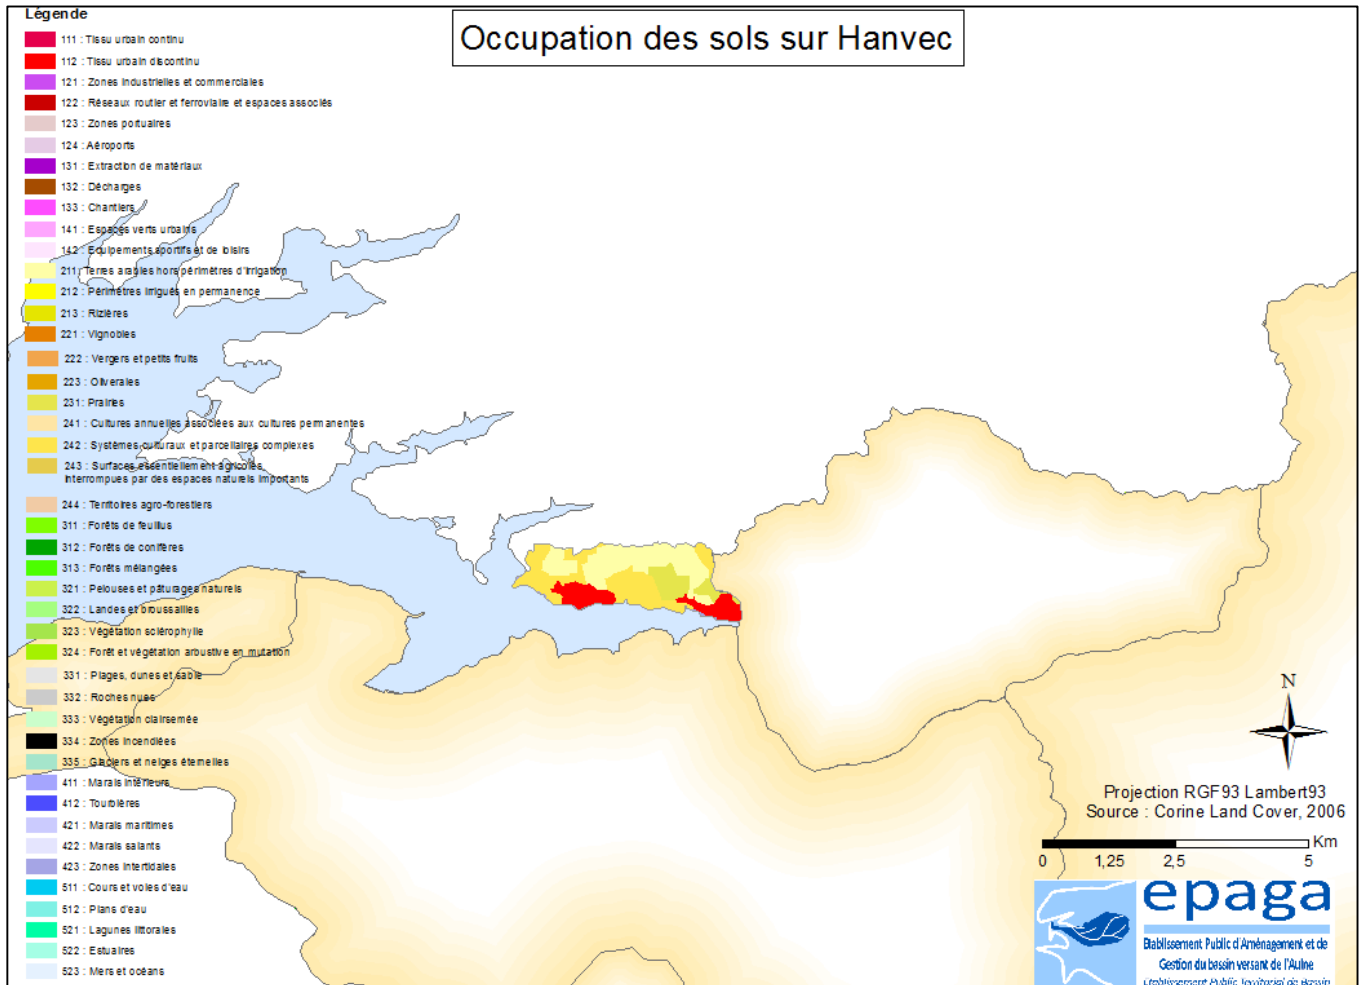 Légende
Occupation des sols sur Hanvec
111 : Tissu urbain continu
112 : Tissu urbain discontinu
121 : Zones industrielles et commerciales
122 : Réseaux routier et ferroviaire et espaces associés
123 : Zones portuaires
124 : Aéroports
131 : Extraction de matériaux
132 : Décharges
133 : Chantiers
141 : Espaces verts urbains
142 : Equipements sportifs et de loisirs
211: Terres arables hors périmètres d'irrigation
212 : Périmètres irrigués en permanence
213 : Rizières
221 : Vignobles
222 : Vergers et petits fruits
223 : Oliveraies
231 : Prairies
241 : Cultures annuelles associées aux cultures permanentes
242 : Systèmes culturaux et parcellaires complexes
243 : Surfaces essentiellement agricoles,
interrompues par des espaces naturels importants
244 : Territoires agro-forestiers
311 : Forêts de feuillus
312 : Forêts de conifères
313 : Forêts mélangées
321 : Pelouses et pâturages naturels
322 : Landes et broussailles
323 : Végétation sclérophylle
324 : Forêt et végétation arbustive en mutation
331 : Plages, dunes et sable
332 : Roches nues
333 : Végétation clairsemée
334 : Zones incendiées
335 : Glaciers et neiges éternelles
411 : Marais intérieurs
412 : Tourbières
421 : Marais maritimes
422 : Marais salants
423 : Zones intertidales
511 : Cours et voies d'eau
512 : Plans d'eau
521 : Lagunes littorales
522 : Estuaires
523 : Mers et océans
N
Projection RGF93 Lambert93
Source : Corine Land Cover, 2006
Km
0 1,25 2,5 5
epaga
Etablissement Public d'Aménagement et de
Gestion du bassin versant de l'Aulne
Etablissement Public Territorial de Bassin